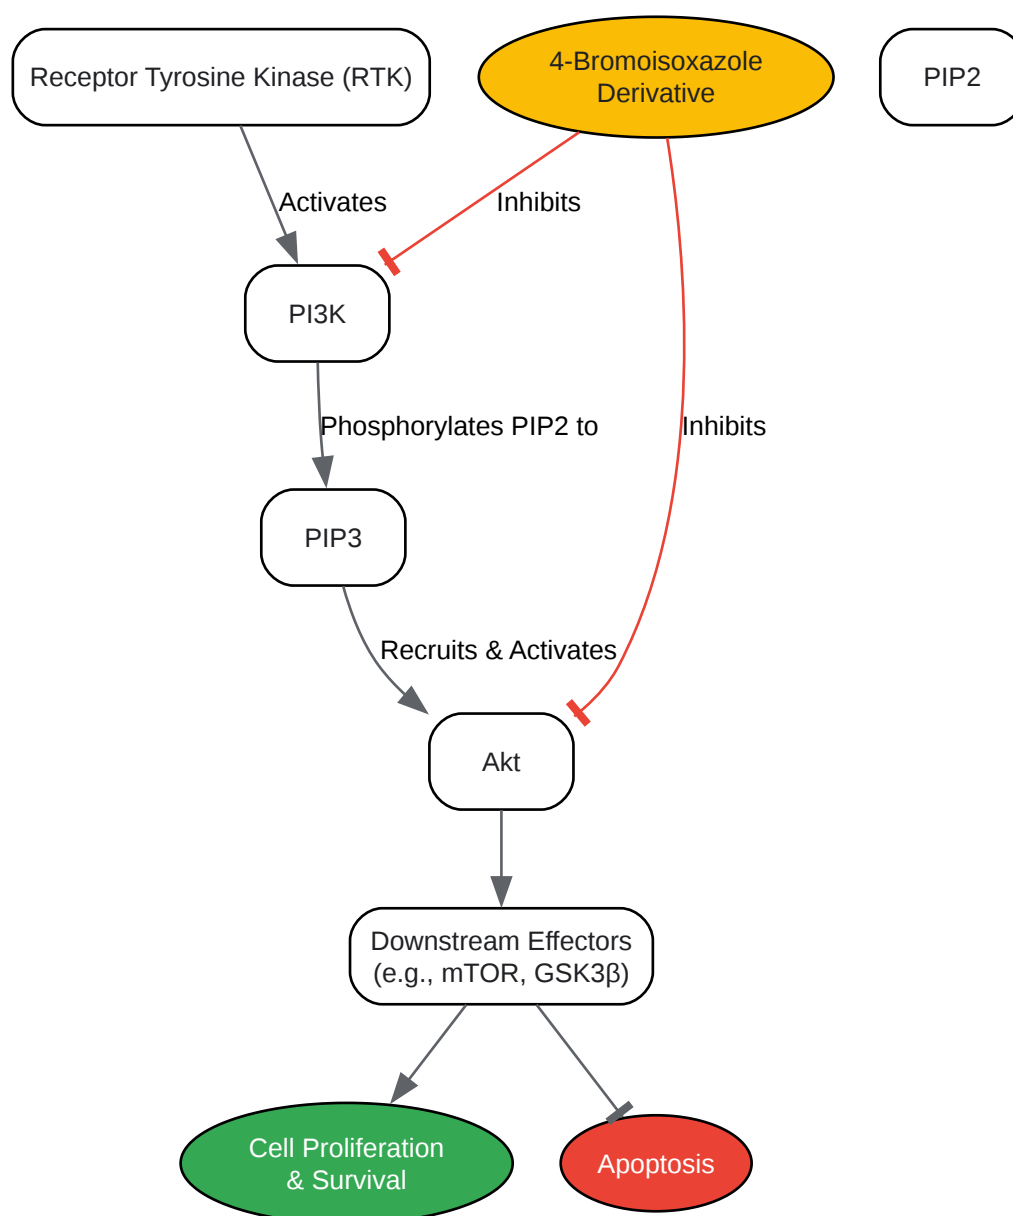 Receptor Tyrosine Kinase (RTK)
4-Bromoisoxazole
Derivative
PIP2
Activates
Inhibits
PI3K
Phosphorylates PIP2 to
Inhibits
PIP3
Recruits & Activates
Akt
Downstream Effectors
(e.g., mTOR, GSK3β)
Cell Proliferation
& Survival
Apoptosis